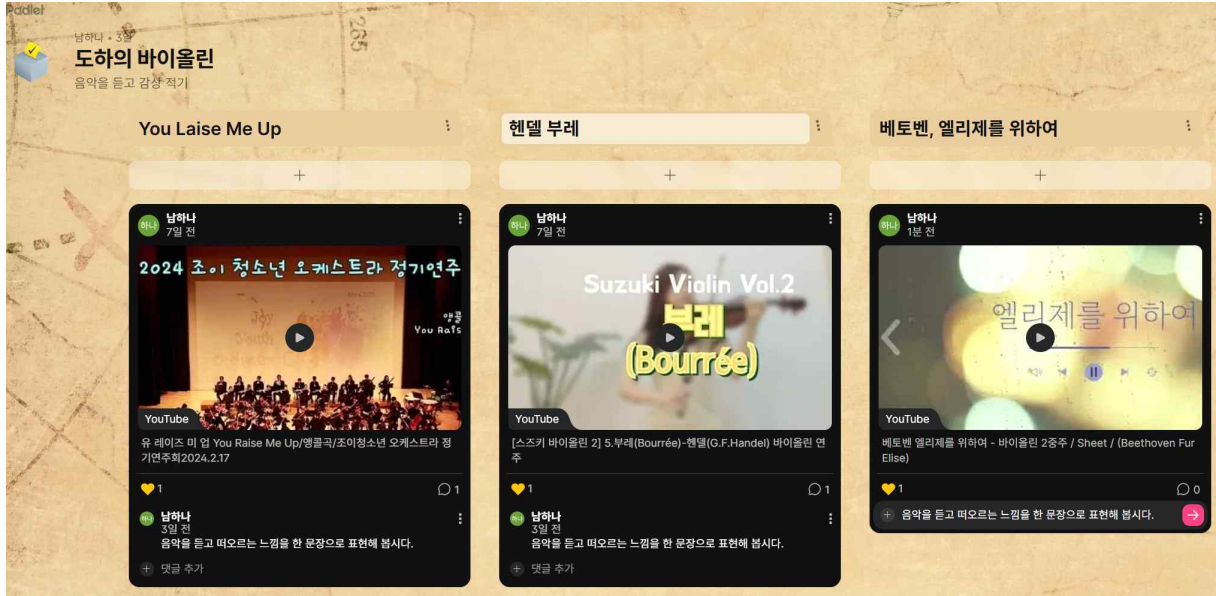 Padlet
남하나 • 3일
도하의 바이올린
음악을 듣고 감상 적기
265
You Laise Me Up
헨델 부레
베토벤, 엘리제를 위하여
+
+
+
하나
남하나
7일 전
2024 조이 청소년 오케스트라 정기연주
앵콜
You Rais
YouTube
유 레이즈 미 업 You Raise Me Up/앵콜곡/조이청소년 오케스트라 정
기연주회2024.2.17
1
1
하나
남하나
3일 전
음악을 듣고 떠오르는 느낌을 한 문장으로 표현해 봅시다.
+ 댓글 추가
하나
남하나
7일 전
Suzuki Violin Vol.2
부레
(Bourrée)
YouTube
[스즈키 바이올린 2] 5.부레(Bourrée)-헨델(G.F.Handel) 바이올린 연
주
1
1
하나
남하나
3일 전
음악을 듣고 떠오르는 느낌을 한 문장으로 표현해 봅시다.
+ 댓글 추가
하나
남하나
1분 전
엘리제를 위하여
YouTube
베토벤 엘리제를 위하여 - 바이올린 2중주 / Sheet / (Beethoven Fur
Elise)
1
0
+ 음악을 듣고 떠오르는 느낌을 한 문장으로 표현해 봅시다.